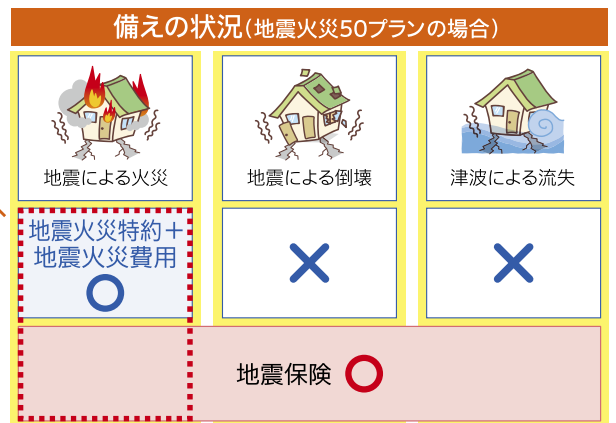 備えの状況（地震火災50プランの場合）
地震による火災
地震による倒壊
津波による流失
地震火災特約＋
地震火災費用
地震保険